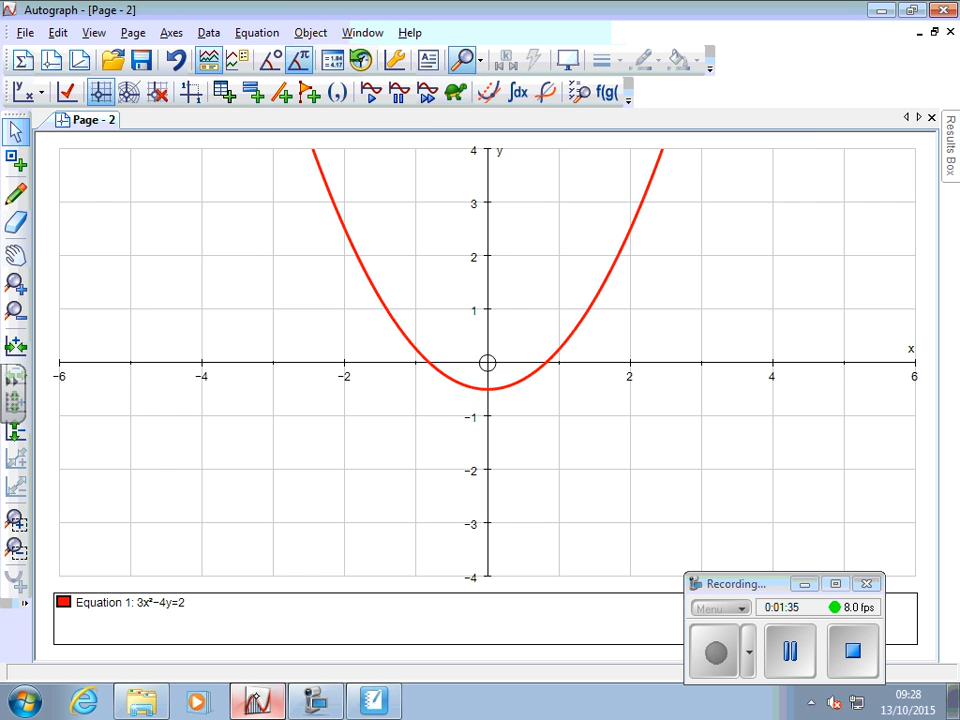 Autograph - [Page - 2]
File Edit View Page Axes Data Equation Object Window Help
Page - 2
Results Box
y
x
4
3
2
1
−1
−2
−3
−4
−6 −4 −2 2 4 6
Equation 1: 3x²−4y=2
Recording...
Menu 0:01:35 8.0 fps
09:28
13/10/2015